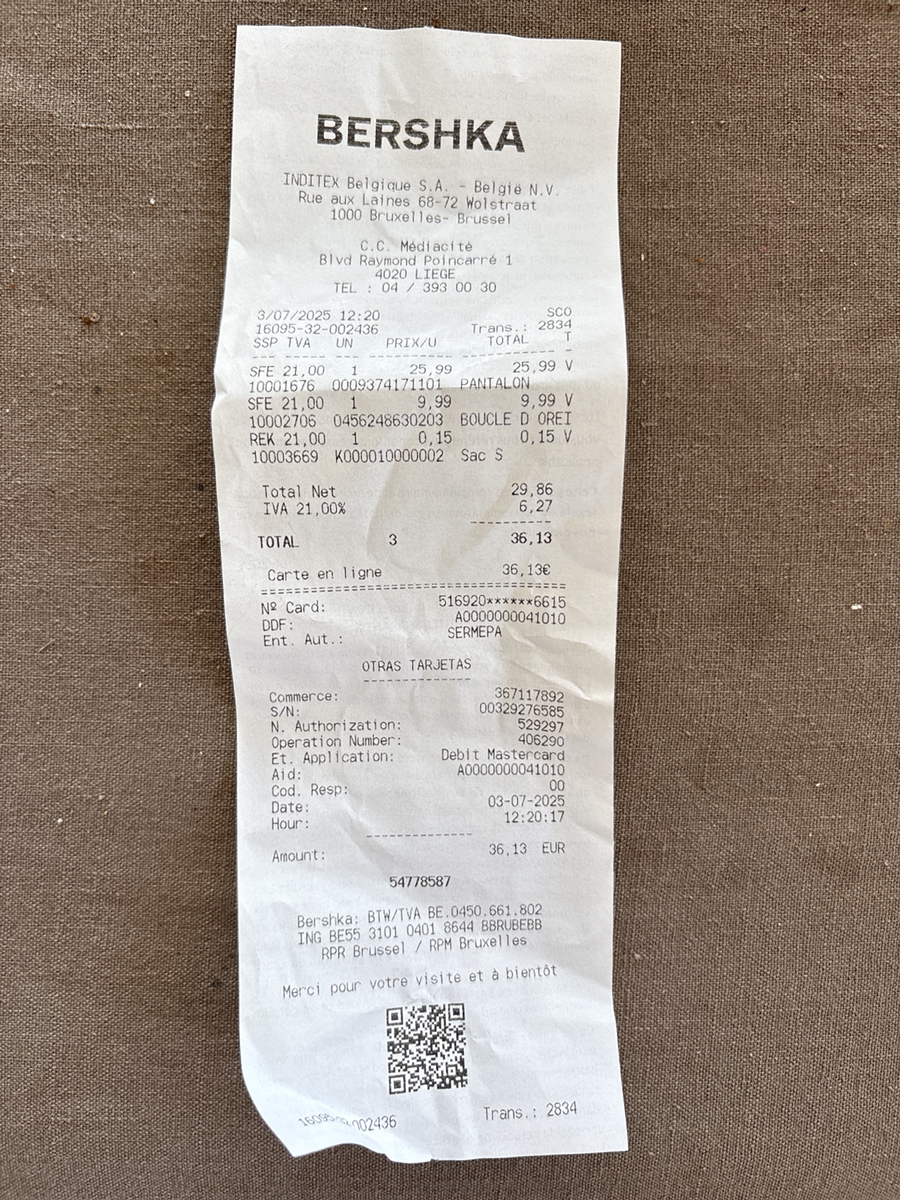 BERSHKA
INDITEX Belgique S.A. - België N.V.
Rue aux Laines 68-72 Wolstraat
1000 Bruxelles- Brussel
C.C. Médiacité
Blvd Raymond Poincarré 1
4020 LIEGE
TEL : 04 / 393 00 30
3/07/2025 12:20 SCO
16095-32-002436 Trans.: 2834
SSP TVA UN PRIX/U TOTAL T
SFE 21,00 1 25,99 25,99 V
10001676 0009374171101 PANTALON
SFE 21,00 1 9,99 9,99 V
10002706 0456248630203 BOUCLE D OREI
REK 21,00 1 0,15 0,15 V
10003669 K000010000002 Sac S
Total Net 29,86
IVA 21,00% 6,27
TOTAL 3 36,13
Carte en ligne 36,13€
Nº Card: 516920******6615
DDF: A0000000041010
Ent. Aut.: SERMEPA
OTRAS TARJETAS
Commerce: 367117892
S/N: 00329276585
N. Authorization: 529297
Operation Number: 406290
Et. Application: Debit Mastercard
Aid: A0000000041010
Cod. Resp: 00
Date: 03-07-2025
Hour: 12:20:17
Amount: 36,13 EUR
54778587
Bershka: BTW/TVA BE.0450.661.802
ING BE55 3101 0401 8644 BBRUBEBB
RPR Brussel / RPM Bruxelles
Merci pour votre visite et à bientôt
16095-32-002436 Trans.: 2834